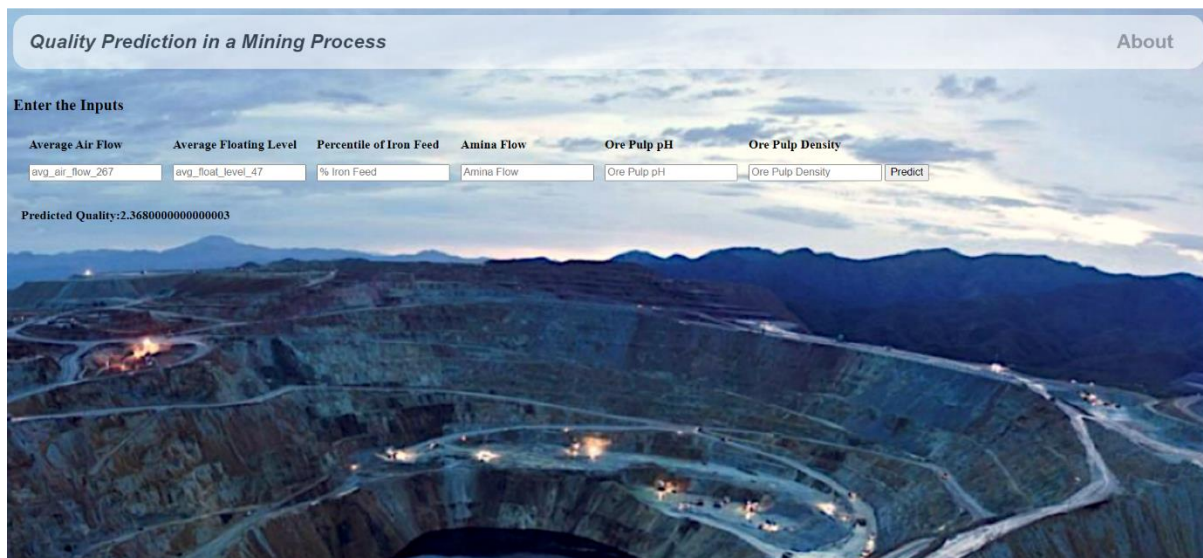 Quality Prediction in a Mining Process About
Enter the Inputs
Average Air Flow Average Floating Level Percentile of Iron Feed Amina Flow Ore Pulp pH Ore Pulp Density
avg_air_flow_267 avg_float_level_47 % Iron Feed Amina Flow Ore Pulp pH Ore Pulp Density Predict
Predicted Quality:2.3680000000000003